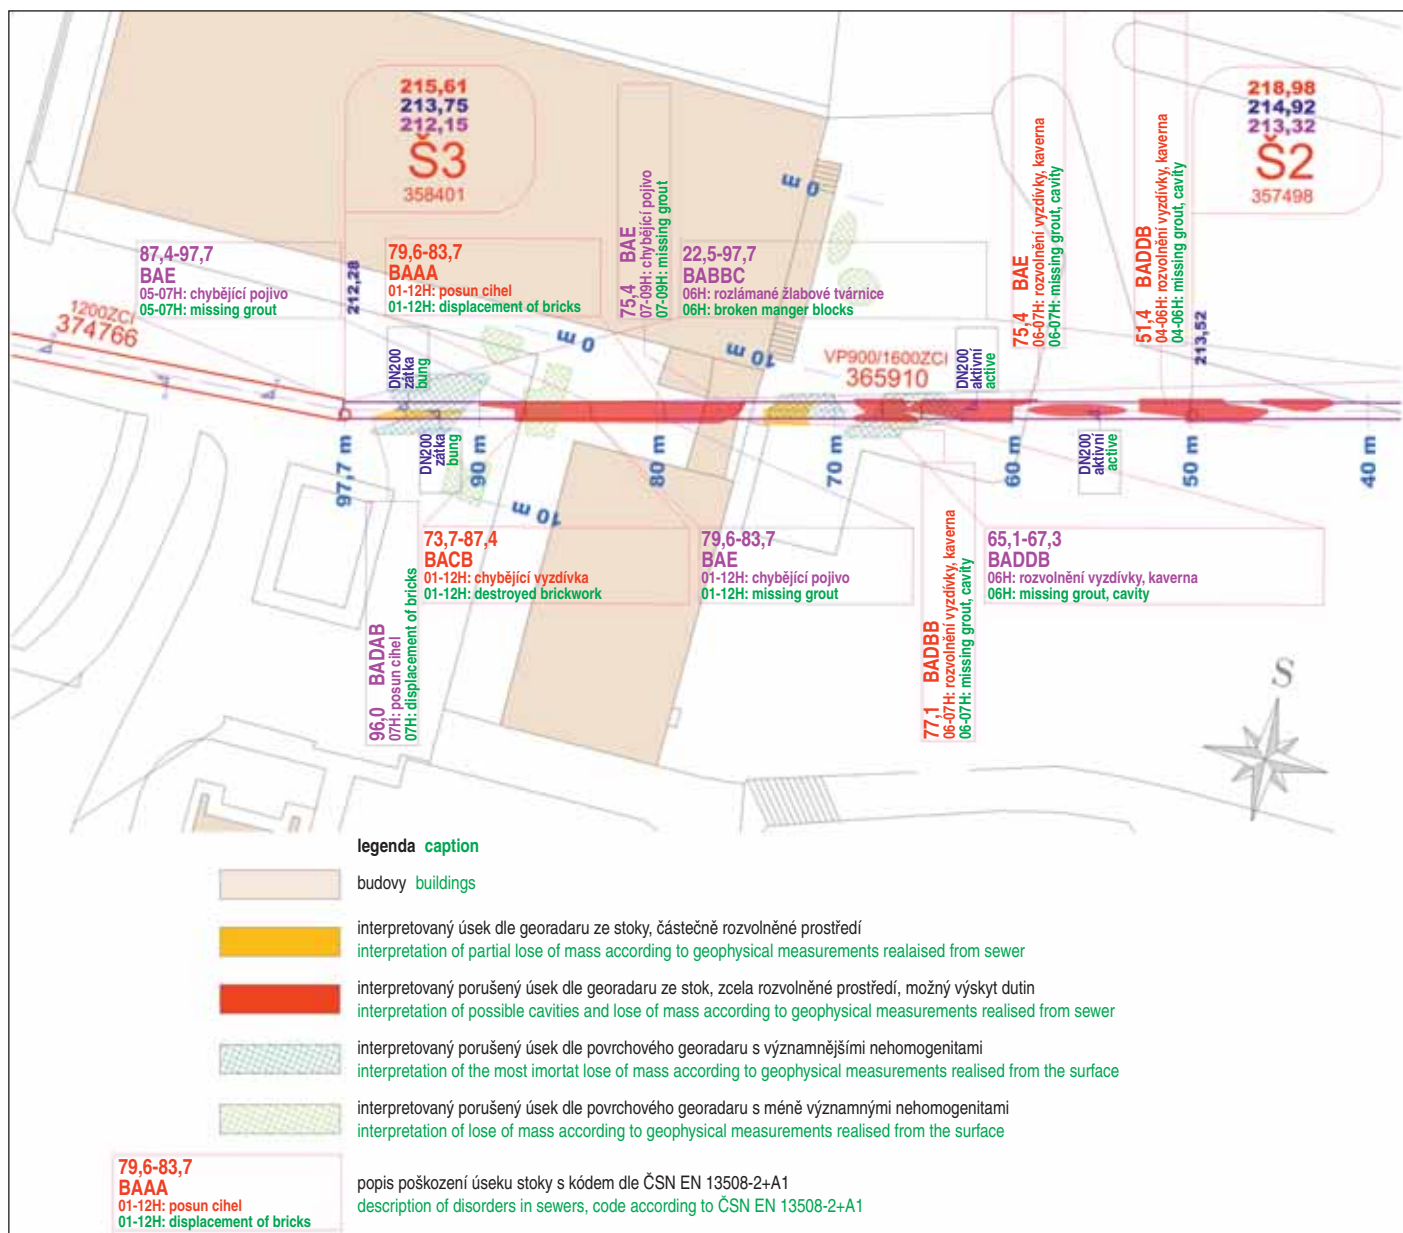 215,61
213,75
212,15
Š3
358401
218,98
214,92
213,32
Š2
357498
0 m
75,4 BAE
07-09H: chybějící pojivo
07-09H: missing grout
75,4 BAE
06-07H: rozvolnění vyzdívky, kaverna
06-07H: missing grout, cavity
51,4 BADDB
04-06H: rozvolnění vyzdívky, kaverna
04-06H: missing grout, cavity
87,4-97,7
BAE
05-07H: chybějící pojivo
05-07H: missing grout
212,28
79,6-83,7
BAAA
01-12H: posun cihel
01-12H: displacement of bricks
22,5-97,7
BABBC
06H: rozlámané žlabové tvárnice
06H: broken manger blocks
213,52
1200ZCI
374766
DN200
zátka
bung
0 m
10 m
VP900/1600ZCI
365910
DN200
aktivní
active
DN200
zátka
bung
DN200
aktivní
active
97,7 m
90 m
80 m
70 m
60 m
50 m
40 m
10 m
96,0 BADAB
07H: posun cihel
07H: displacement of bricks
73,7-87,4
BACB
01-12H: chybějící vyzdívka
01-12H: destroyed brickwork
79,6-83,7
BAE
01-12H: chybějící pojivo
01-12H: missing grout
77,1 BADBB
06-07H: rozvolnění vyzdívky, kaverna
06-07H: missing grout, cavity
65,1-67,3
BADDB
06H: rozvolnění vyzdívky, kaverna
06H: missing grout, cavity
S
legenda caption
budovy buildings
interpretovaný úsek dle georadaru ze stoky, částečně rozvolněné prostředí
interpretation of partial lose of mass according to geophysical measurements realaised from sewer
interpretovaný porušený úsek dle georadaru ze stok, zcela rozvolněné prostředí, možný výskyt dutin
interpretation of possible cavities and lose of mass according to geophysical measurements realised from sewer
interpretovaný porušený úsek dle povrchového georadaru s významnějšími nehomogenitami
interpretation of the most imortat lose of mass according to geophysical measurements realised from the surface
interpretovaný porušený úsek dle povrchového georadaru s méně významnými nehomogenitami
interpretation of lose of mass according to geophysical measurements realised from the surface
79,6-83,7
BAAA
01-12H: posun cihel
01-12H: displacement of bricks
popis poškození úseku stoky s kódem dle ČSN EN 13508-2+A1
description of disorders in sewers, code according to ČSN EN 13508-2+A1